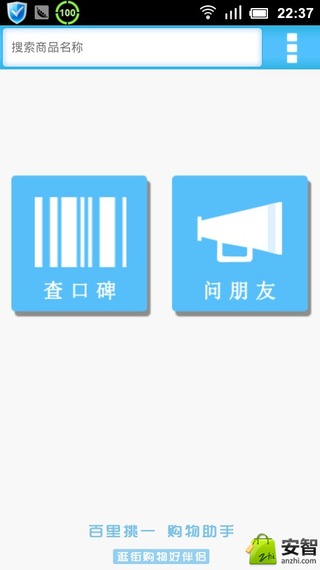 100
22:37
搜索商品名称
查口碑
问朋友
百里挑一 购物助手
逛街购物好伴侣
zhi
安智
anzhi.com